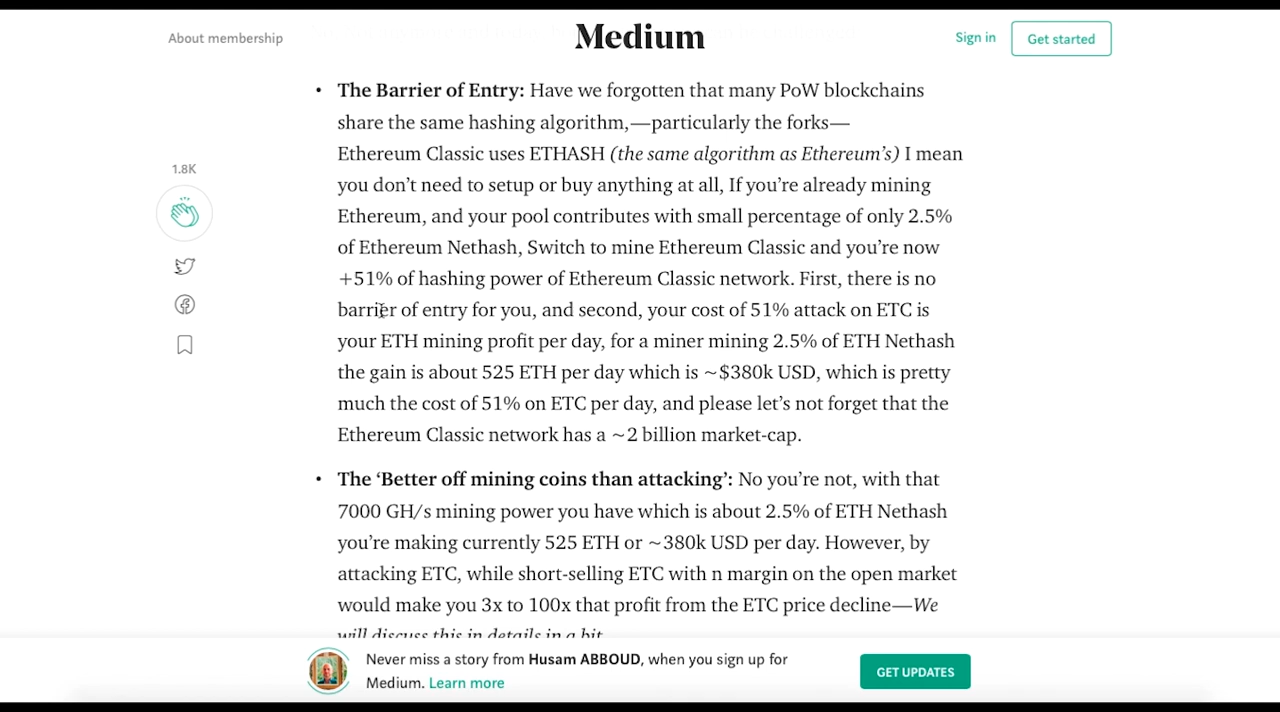 About membership
Medium
Sign in
Get started
• The Barrier of Entry: Have we forgotten that many PoW blockchains
share the same hashing algorithm,—particularly the forks—
Ethereum Classic uses ETHASH (the same algorithm as Ethereum’s) I mean
you don’t need to setup or buy anything at all, If you’re already mining
Ethereum, and your pool contributes with small percentage of only 2.5%
of Ethereum Nethash, Switch to mine Ethereum Classic and you’re now
+51% of hashing power of Ethereum Classic network. First, there is no
barrier of entry for you, and second, your cost of 51% attack on ETC is
your ETH mining profit per day, for a miner mining 2.5% of ETH Nethash
the gain is about 525 ETH per day which is ~$380k USD, which is pretty
much the cost of 51% on ETC per day, and please let’s not forget that the
Ethereum Classic network has a ~2 billion market-cap.
1.8K
• The ‘Better off mining coins than attacking’: No you’re not, with that
7000 GH/s mining power you have which is about 2.5% of ETH Nethash
you’re making currently 525 ETH or ~380k USD per day. However, by
attacking ETC, while short-selling ETC with n margin on the open market
would make you 3x to 100x that profit from the ETC price decline—We
will discuss this in details in a bit
Never miss a story from Husam ABBOUD, when you sign up for
Medium. Learn more
GET UPDATES